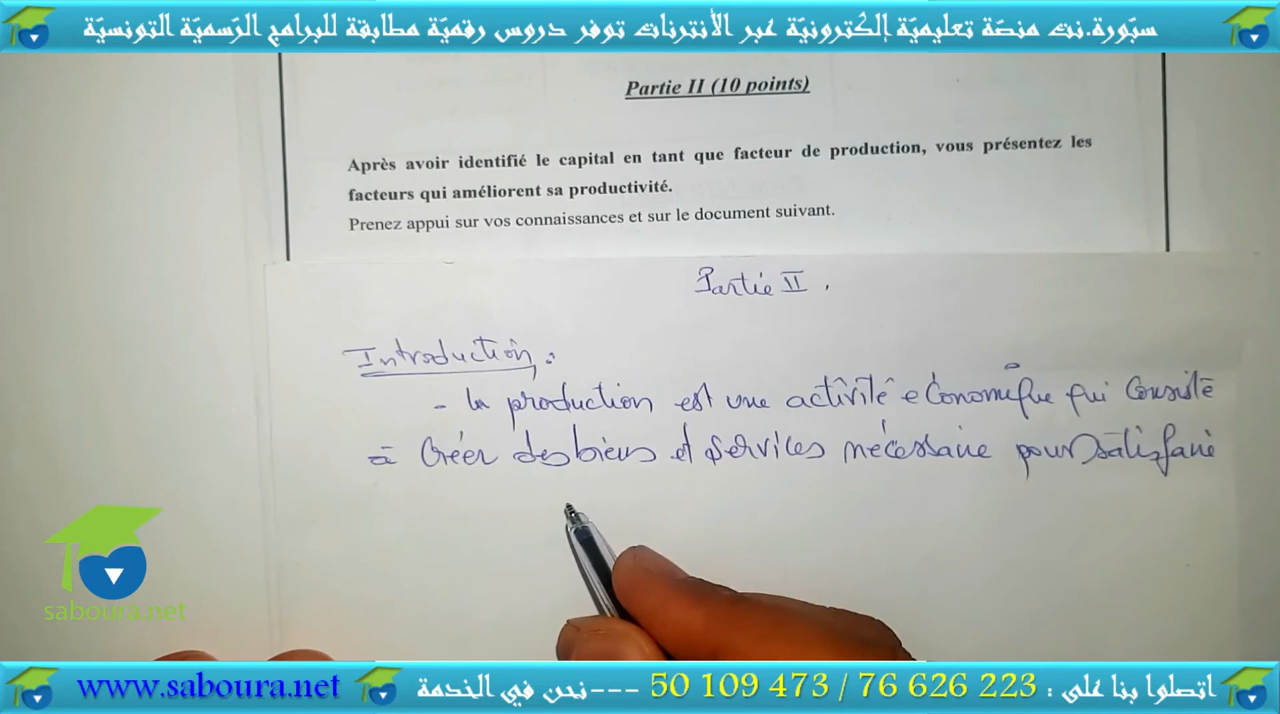 سبّورة.نت منصّة تعليميّة إلكترونيّة عبر الأنترنات توفر دروس رقميّة مطابقة للبرامج الرّسميّة التونسيّة
Partie II (10 points)
Après avoir identifié le capital en tant que facteur de production, vous présentez les
facteurs qui améliorent sa productivité.
Prenez appui sur vos connaissances et sur le document suivant.
Partie II.
Introduction :
- la production est une activité économique qui consiste
à créer des biens et services nécessaire pour satisfaire
saboura.net
www.saboura.net اتصلوا بنا على : 223 626 76 / 473 109 50 ---نحن في الخدمة